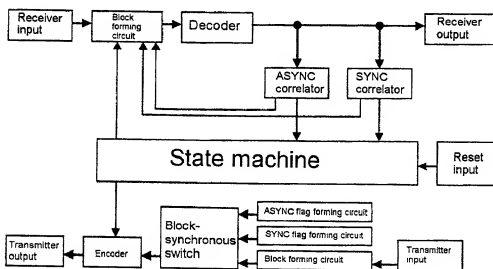 Receiver
input
Block
forming
circuit
Decoder
Receiver
output
ASYNC
correlator
SYNC
correlator
State machine
Reset
input
ASYNC flag forming circuit
SYNC flag forming circuit
Block forming circuit
Block-
synchronous
switch
Encoder
Transmitter
output
Transmitter
input